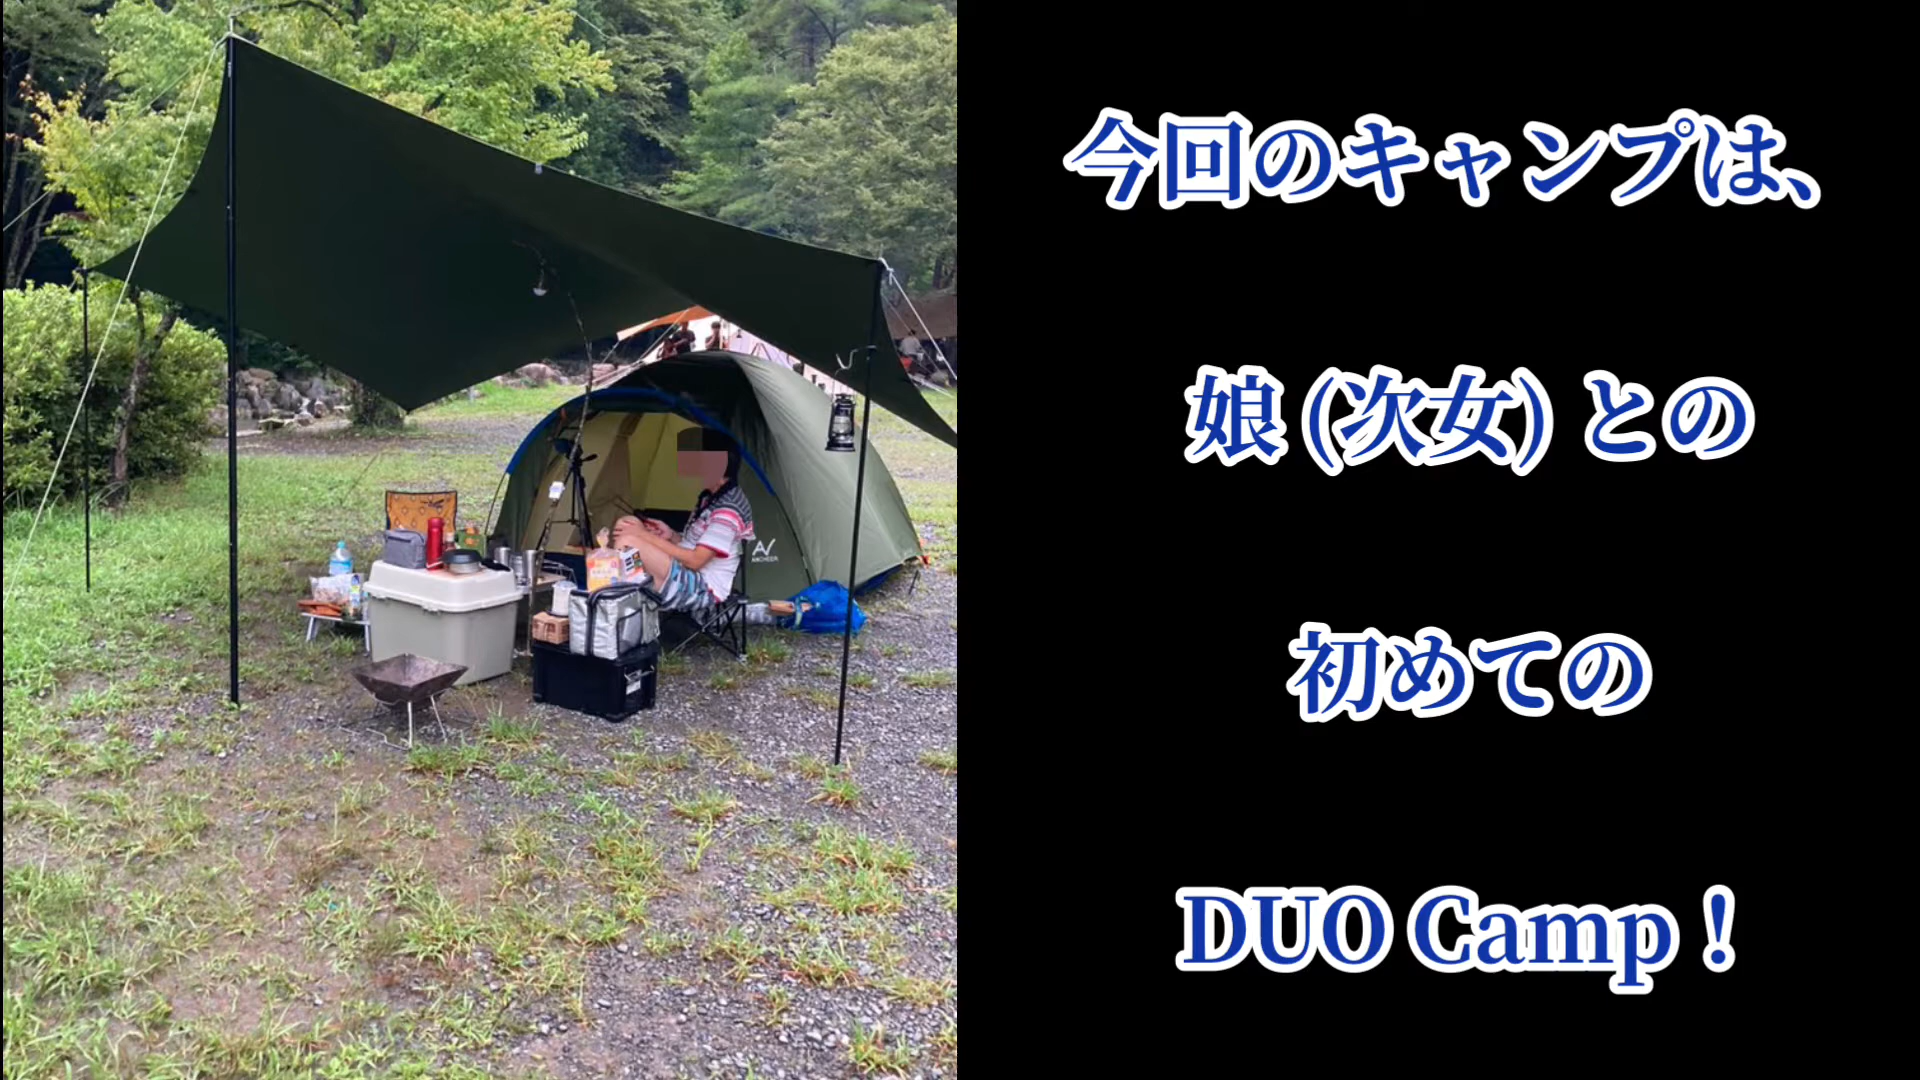 今回のキャンプは、
娘 (次女) との
初めての
DUO Camp！
ANCHEER